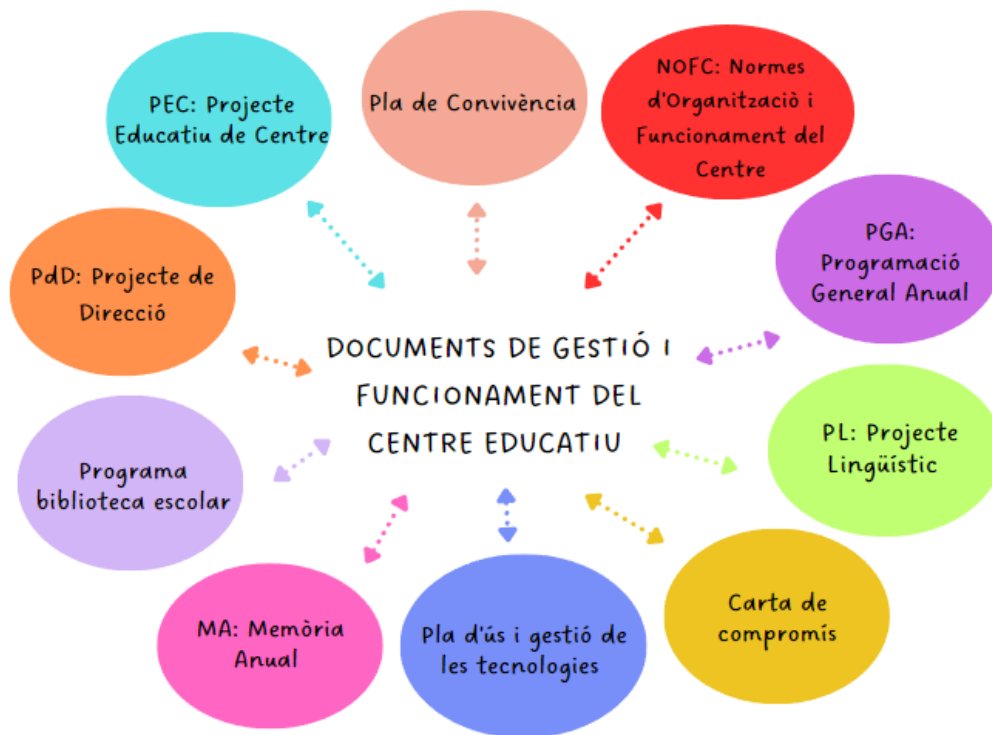 PEC: Projecte
Educatiu de Centre
Pla de Convivència
NOFC: Normes
d'Organització i
Funcionament del
Centre
PdD: Projecte de
Direcció
PGA:
Programació
General Anual
DOCUMENTS DE GESTIÓ I
FUNCIONAMENT DEL
CENTRE EDUCATIU
Programa
biblioteca escolar
PL: Projecte
Lingüístic
MA: Memòria
Anual
Pla d'ús i gestió de
les tecnologies
Carta de
compromís